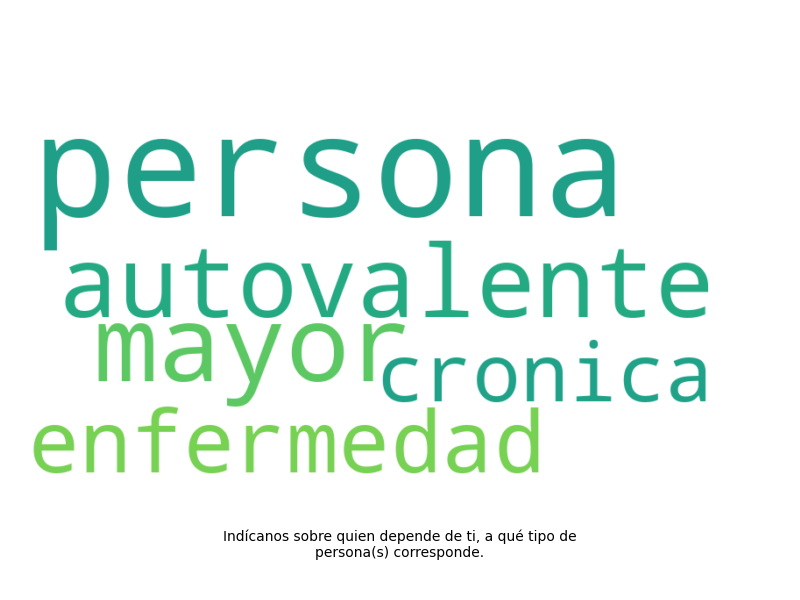 persona
autovalente
mayor
cronica
enfermedad
Indícanos sobre quien depende de ti, a qué tipo de
persona(s) corresponde.